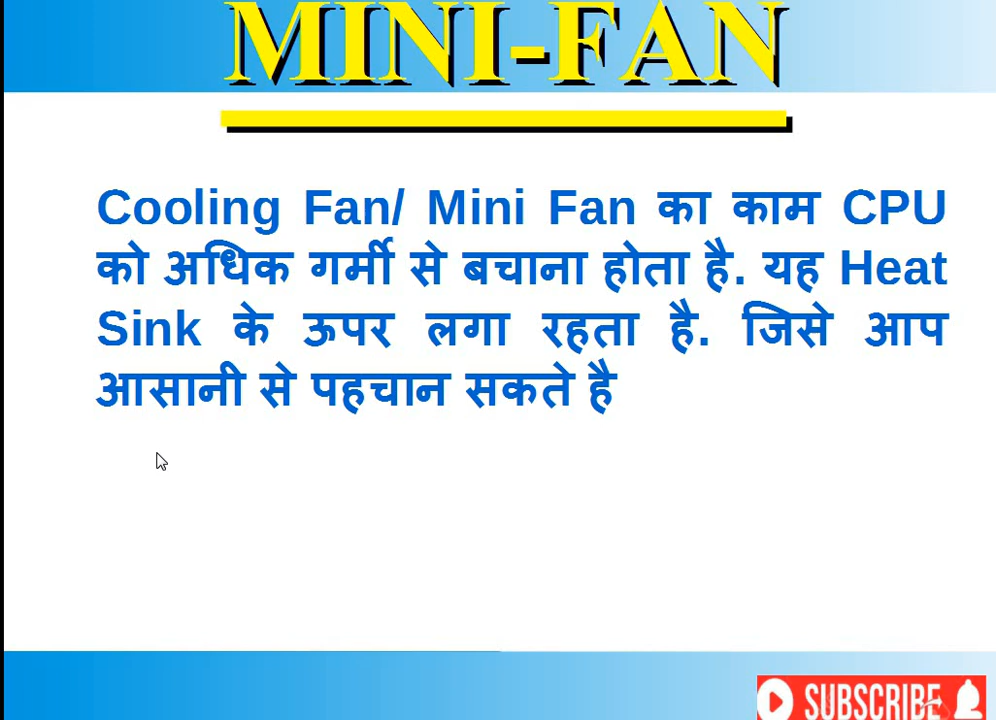 MINI-FAN
Cooling Fan/ Mini Fan का काम CPU
को अधिक गर्मी से बचाना होता है. यह Heat
Sink के ऊपर लगा रहता है. जिसे आप
आसानी से पहचान सकते है
SUBSCRIBE